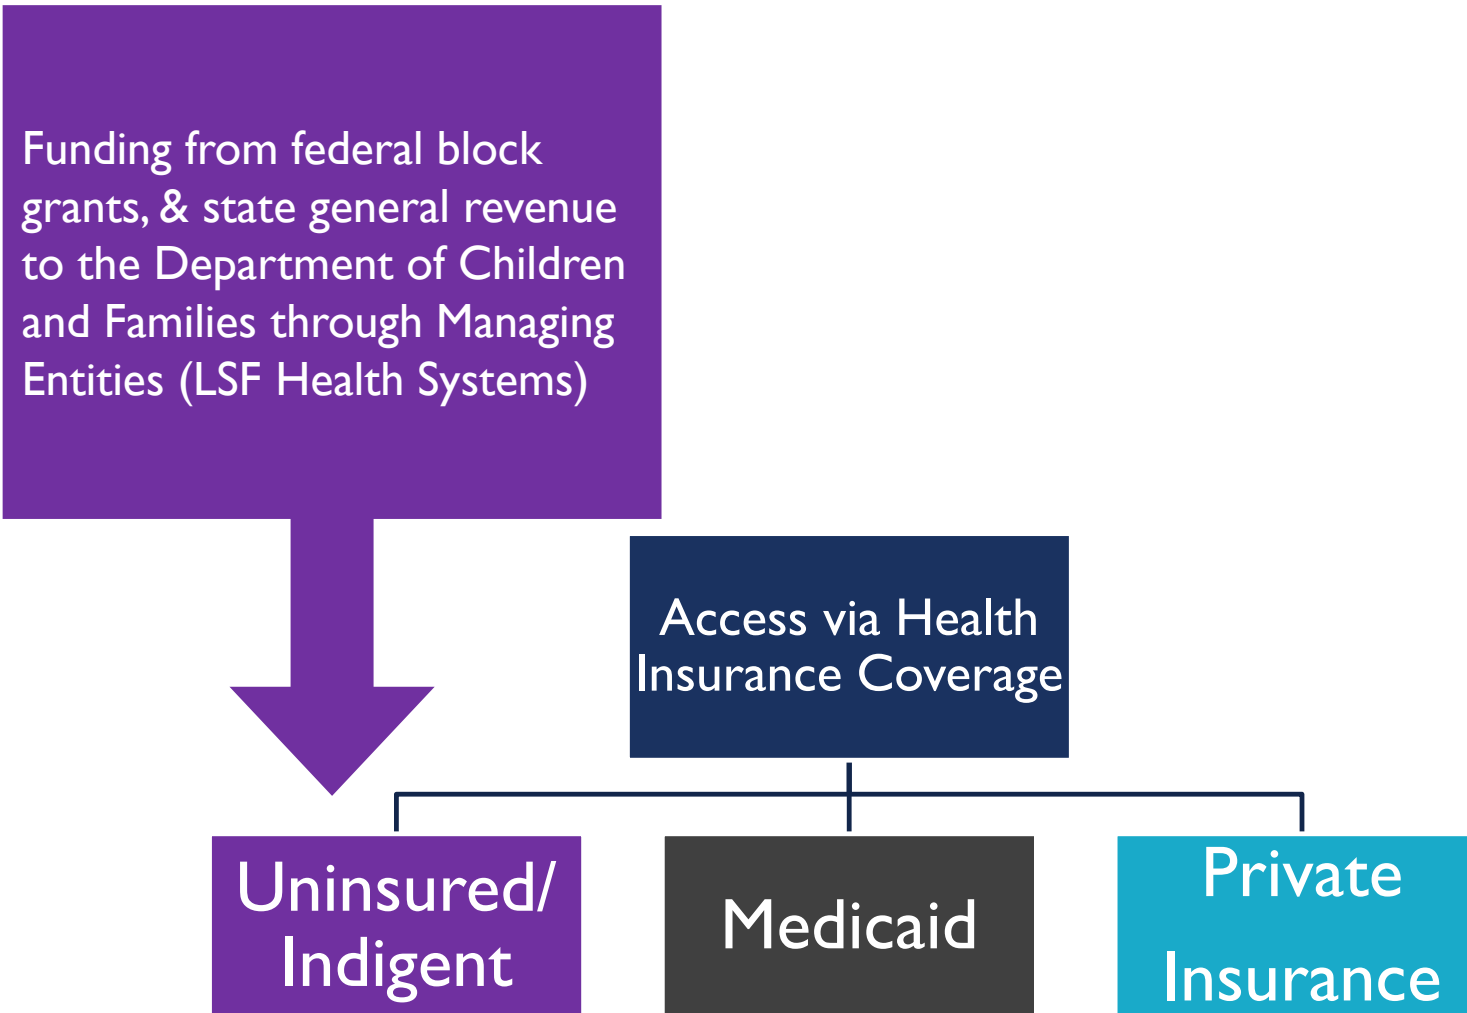 Funding from federal block
grants, & state general revenue
to the Department of Children
and Families through Managing
Entities (LSF Health Systems)
Access via Health
Insurance Coverage
Uninsured/
Indigent
Medicaid
Private
Insurance